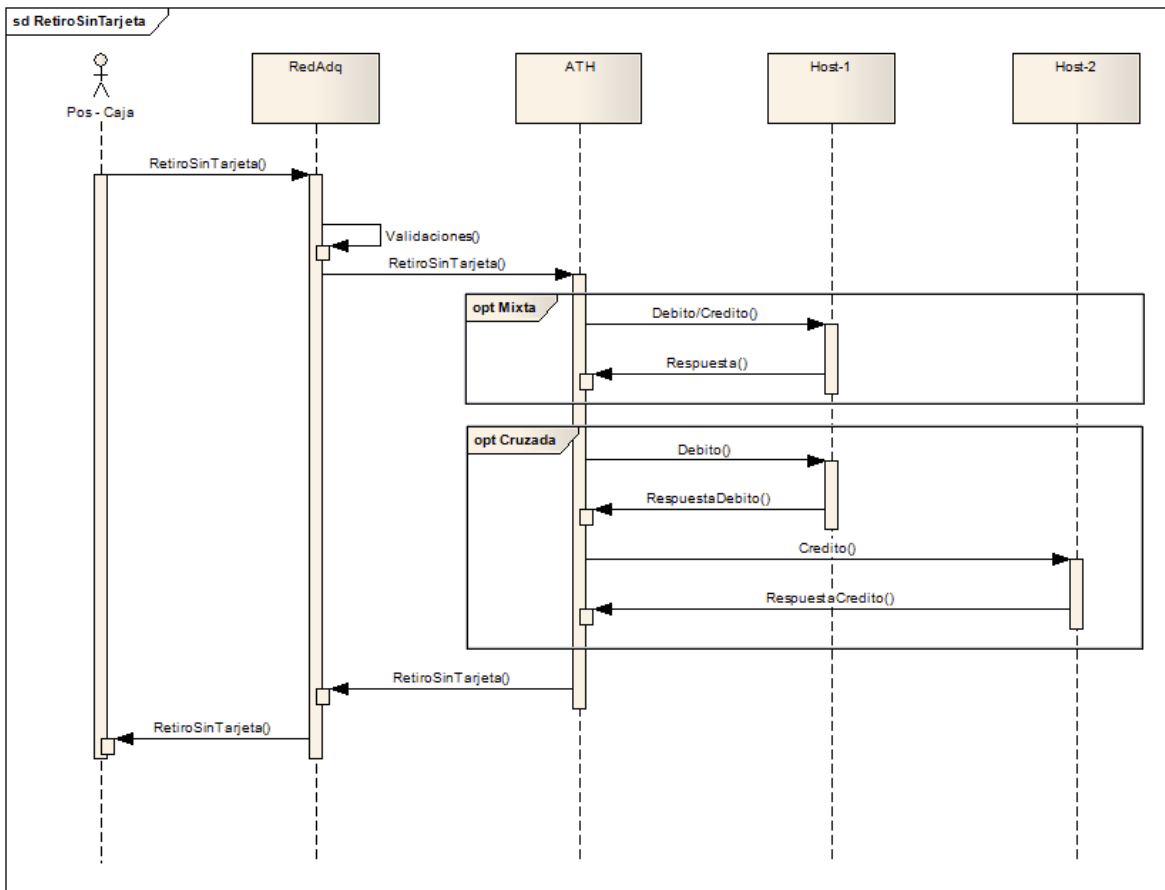 sd RetiroSinTarjeta
Pos - Caja
RedAdq
ATH
Host-1
Host-2
RetiroSinTarjeta()
Validaciones()
RetiroSinTarjeta()
opt Mixta
Debito/Credito()
Respuesta()
opt Cruzada
Debito()
RespuestaDebito()
Credito()
RespuestaCredito()
RetiroSinTarjeta()
RetiroSinTarjeta()